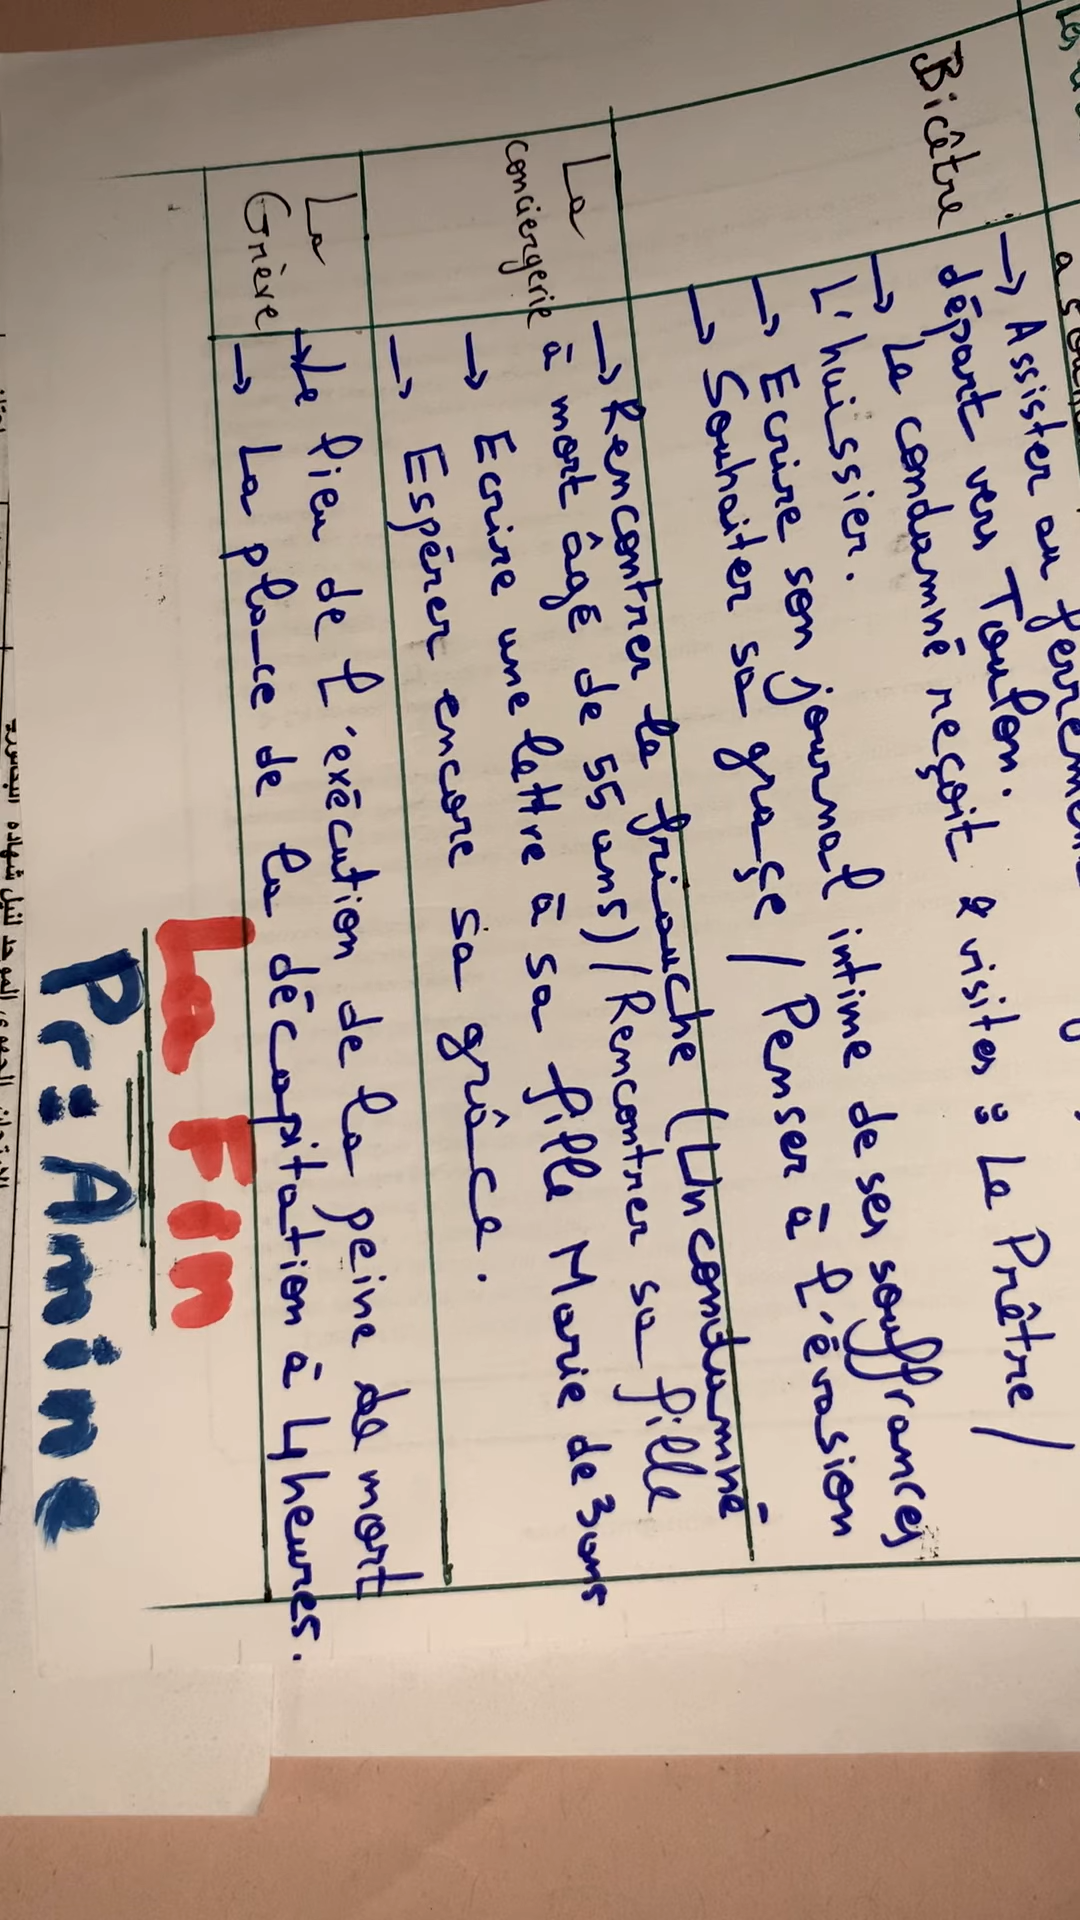 Bicêtre
→ Assister au ferrement
départ vers Toulon.
→ Le condamné reçoit 2 visites : Le Prêtre /
L'huissier.
→ Ecrire son journal intime de ses souffrances
→ Souhaiter sa graçe / Penser à l'évasion
La
conciergerie
→ Rencontrer le friauche (Un condamné
à mort âgé de 55 ans) / Rencontrer sa fille
→ Ecrire une lettre à sa fille Marie de 3 ans
→ Espérer encore sa grâce.
La
Grève
→ Le lieu de l'exécution de la peine de mort
→ La place de la décapitation à 4 heures.
La Fin
Pr: Amine